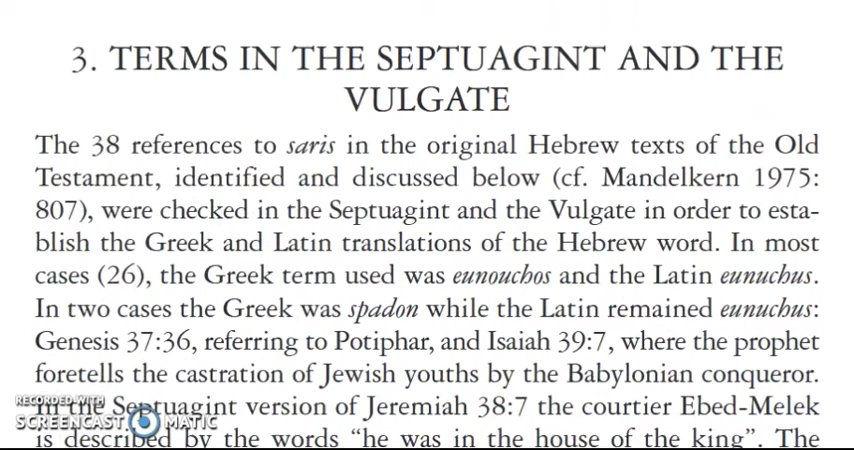 3. TERMS IN THE SEPTUAGINT AND THE
VULGATE
The 38 references to saris in the original Hebrew texts of the Old
Testament, identified and discussed below (cf. Mandelkern 1975:
807), were checked in the Septuagint and the Vulgate in order to esta-
blish the Greek and Latin translations of the Hebrew word. In most
cases (26), the Greek term used was eunouchos and the Latin eunuchus.
In two cases the Greek was spadon while the Latin remained eunuchus:
Genesis 37:36, referring to Potiphar, and Isaiah 39:7, where the prophet
foretells the castration of Jewish youths by the Babylonian conqueror.
RECORDED WITH
In the Septuagint version of Jeremiah 38:7 the courtier Ebed-Melek
SCREENCAST MATIC
is described by the words “he was in the house of the king”. The